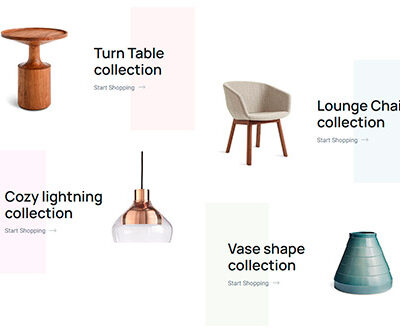 Turn Table
collection
Start Shopping →
Lounge Chai
collection
Start Shopping →
Cozy lightning
collection
Start Shopping →
Vase shape
collection
Start Shopping →